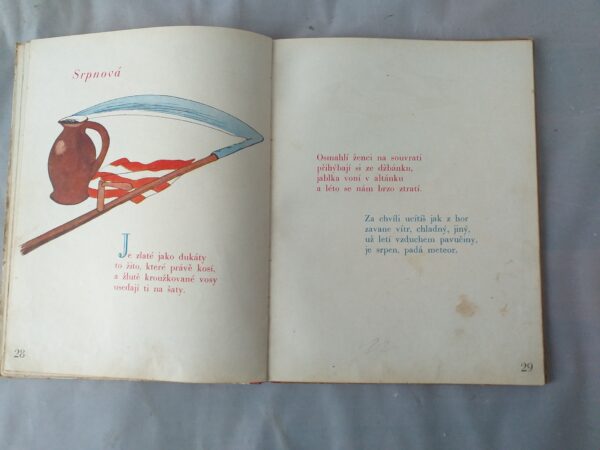 Srpnová
Je zlaté jako dukáty
to žito, které právě kosí,
a žlutě kroužkované vosy
usedají ti na šaty.
28
Osmahlí ženci na souvrati
přihýbají si ze džbánku,
jablka voní v altánku
a léto se nám brzo ztratí.
Za chvíli ucítíš jak z hor
zavane vítr, chladný, jiný,
už letí vzduchem pavučiny,
je srpen, padá meteor.
29